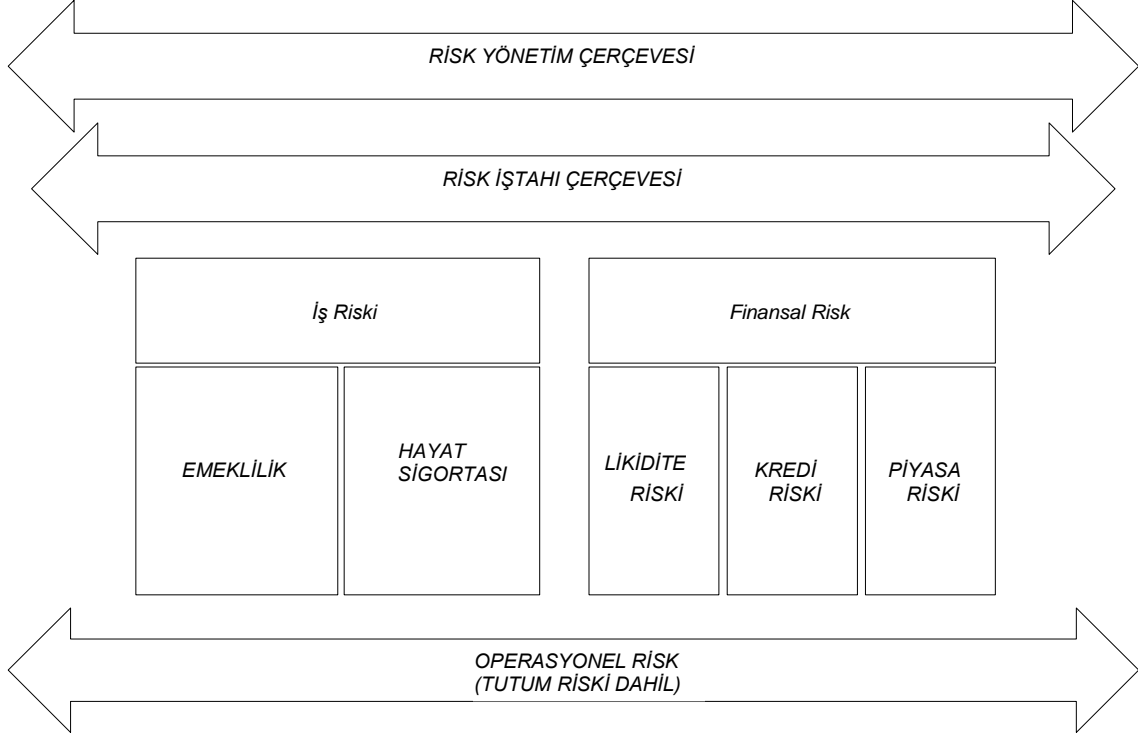 RİSK YÖNETİM ÇERÇEVESİ
RİSK İŞTAHI ÇERÇEVESİ
İş Riski
Finansal Risk
EMEKLİLİK
HAYAT
SİGORTASI
LİKİDİTE
RİSKİ
KREDİ
RİSKİ
PİYASA
RİSKİ
OPERASYONEL RİSK
(TUTUM RİSKİ DAHİL)